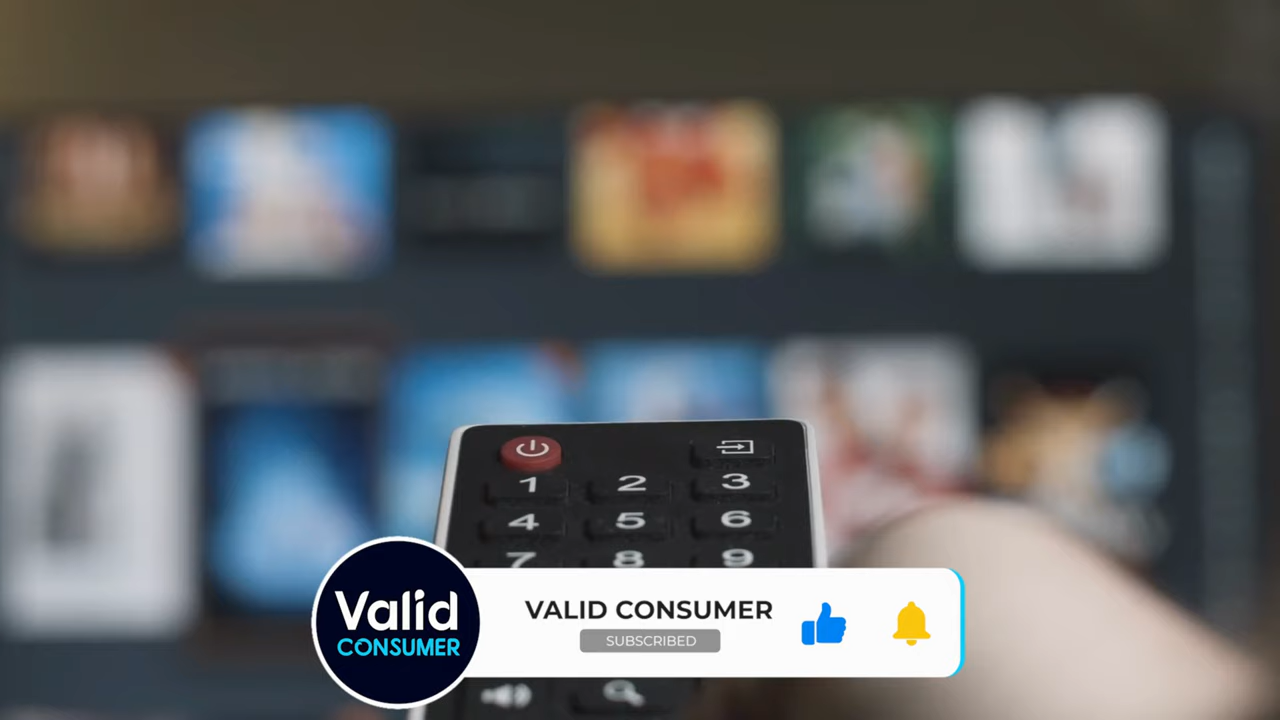 1 2 3
4 5 6
7 8 9
Valid
CONSUMER
VALID CONSUMER
SUBSCRIBED